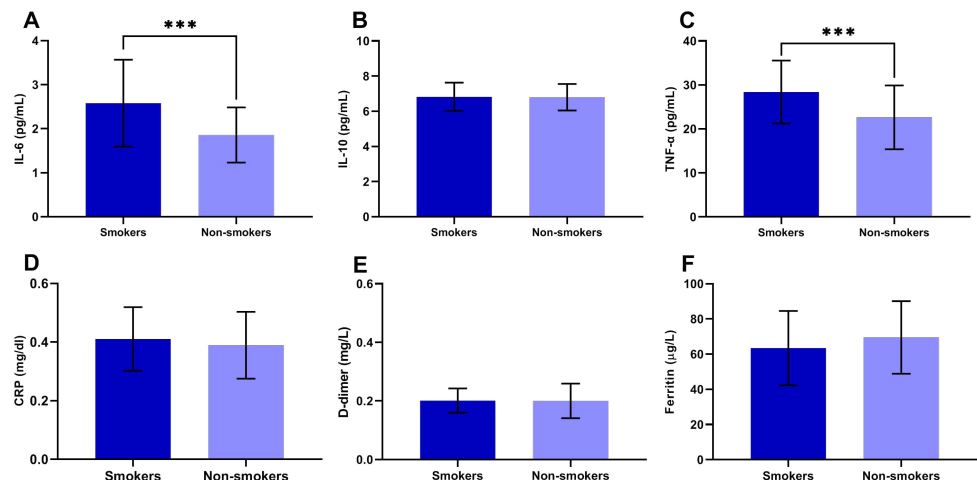 A
***
IL-6 (pg/mL)
4
3
2
1
0
Smokers
Non-smokers
B
IL-10 (pg/mL)
10
8
6
4
2
0
Smokers
Non-smokers
C
***
TNF-α (pg/mL)
40
30
20
10
0
Smokers
Non-smokers
D
CRP (mg/dl)
0.6
0.4
0.2
0.0
Smokers
Non-smokers
E
D-dimer (mg/L)
0.6
0.4
0.2
0.0
Smokers
Non-smokers
F
Ferritin (μg/L)
100
80
60
40
20
0
Smokers
Non-smokers